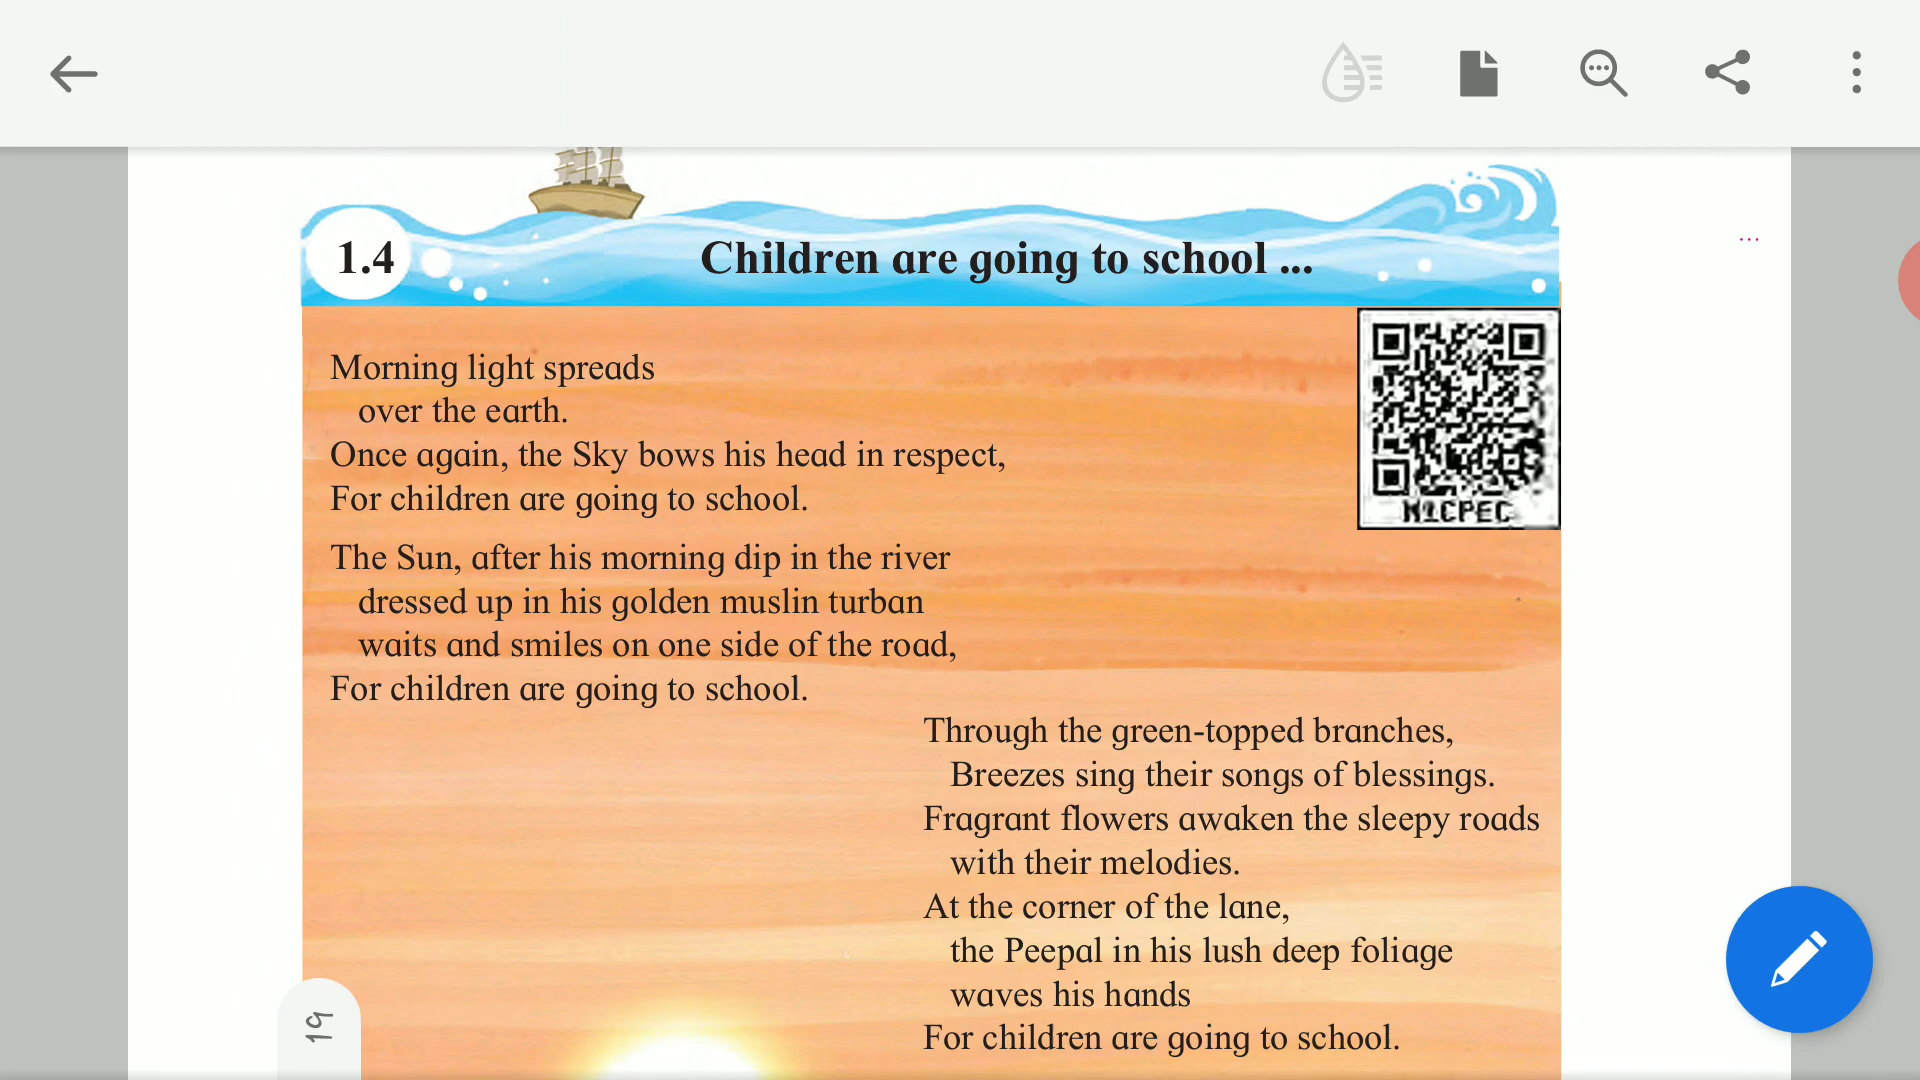 1.4
Children are going to school ...
Morning light spreads
over the earth.
Once again, the Sky bows his head in respect,
For children are going to school.
The Sun, after his morning dip in the river
dressed up in his golden muslin turban
waits and smiles on one side of the road,
For children are going to school.
N1CPEC
Through the green-topped branches,
Breezes sing their songs of blessings.
Fragrant flowers awaken the sleepy roads
with their melodies.
At the corner of the lane,
the Peepal in his lush deep foliage
waves his hands
For children are going to school.
19